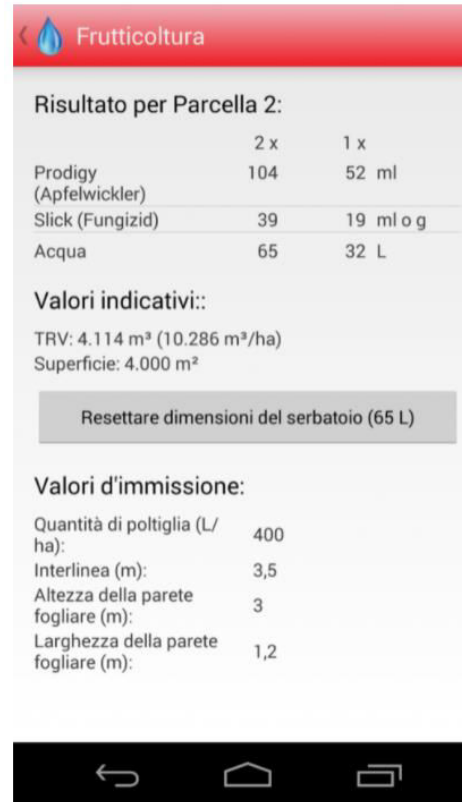 Frutticoltura
Risultato per Parcella 2:
2 x 1 x
Prodigy 104 52 ml
(Apfelwickler)
Slick (Fungizid) 39 19 ml o g
Acqua 65 32 L
Valori indicativi::
TRV: 4.114 m³ (10.286 m³/ha)
Superficie: 4.000 m²
Resettare dimensioni del serbatoio (65 L)
Valori d'immissione:
Quantità di poltiglia (L/
ha): 400
Interlinea (m): 3,5
Altezza della parete
fogliare (m): 3
Larghezza della parete
fogliare (m): 1,2